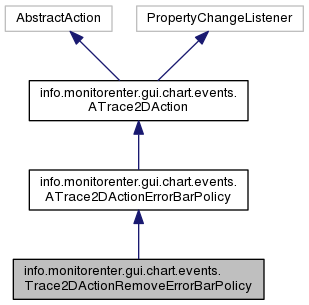 AbstractAction
PropertyChangeListener
info.monitorenter.gui.chart.events.
ATrace2DAction
info.monitorenter.gui.chart.events.
ATrace2DActionErrorBarPolicy
info.monitorenter.gui.chart.events.
Trace2DActionRemoveErrorBarPolicy